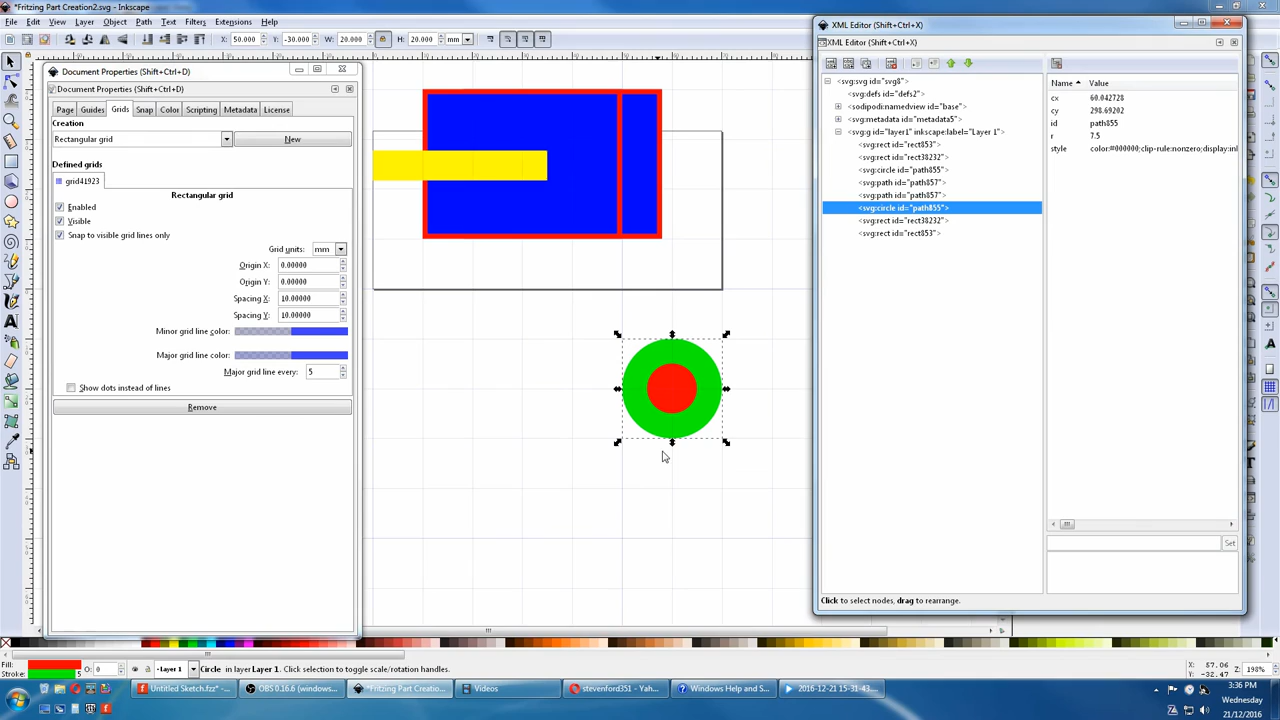 *Fritzing Part Creation2.svg - Inkscape
File Edit View Layer Object Path Text Filters Extensions Help
X: 50.000 Y: -30.000 W: 20.000 H: 20.000 mm
Document Properties (Shift+Ctrl+D)
Document Properties (Shift+Ctrl+D)
Page Guides Grids Snap Color Scripting Metadata License
Creation
Rectangular grid New
Defined grids
grid41923
Rectangular grid
Enabled
Visible
Snap to visible grid lines only
Grid units: mm
Origin X: 0.00000
Origin Y: 0.00000
Spacing X: 10.00000
Spacing Y: 10.00000
Minor grid line color:
Major grid line color:
Major grid line every: 5
Show dots instead of lines
Remove
XML Editor (Shift+Ctrl+X)
XML Editor (Shift+Ctrl+X)
<svg:svg id="svg8">
<svg:defs id="defs2">
<sodipodi:namedview id="base">
<svg:metadata id="metadata5">
<svg:g id="layer1" inkscape:label="Layer 1">
<svg:rect id="rect853">
<svg:rect id="rect38232">
<svg:circle id="path855">
<svg:path id="path857">
<svg:path id="path857">
<svg:circle id="path855">
<svg:rect id="rect38232">
<svg:rect id="rect853">
Name Value
cx 60.042728
cy 298.69202
id path855
r 7.5
style color:#000000;clip-rule:nonzero;display:inl
Set
Click to select nodes, drag to rearrange.
Fill:
Stroke: 5
O: 0
Layer 1
Circle in layer Layer 1. Click selection to toggle scale/rotation handles.
X: 57.06
Y: -32.47
Z: 198%
Untitled Sketch.fzz* -...
OBS 0.16.6 (windows...
*Fritzing Part Creatio...
Videos
stevenford351 - Yah...
Windows Help and S...
2016-12-21 15-31-43....
3:36 PM
Wednesday
21/12/2016